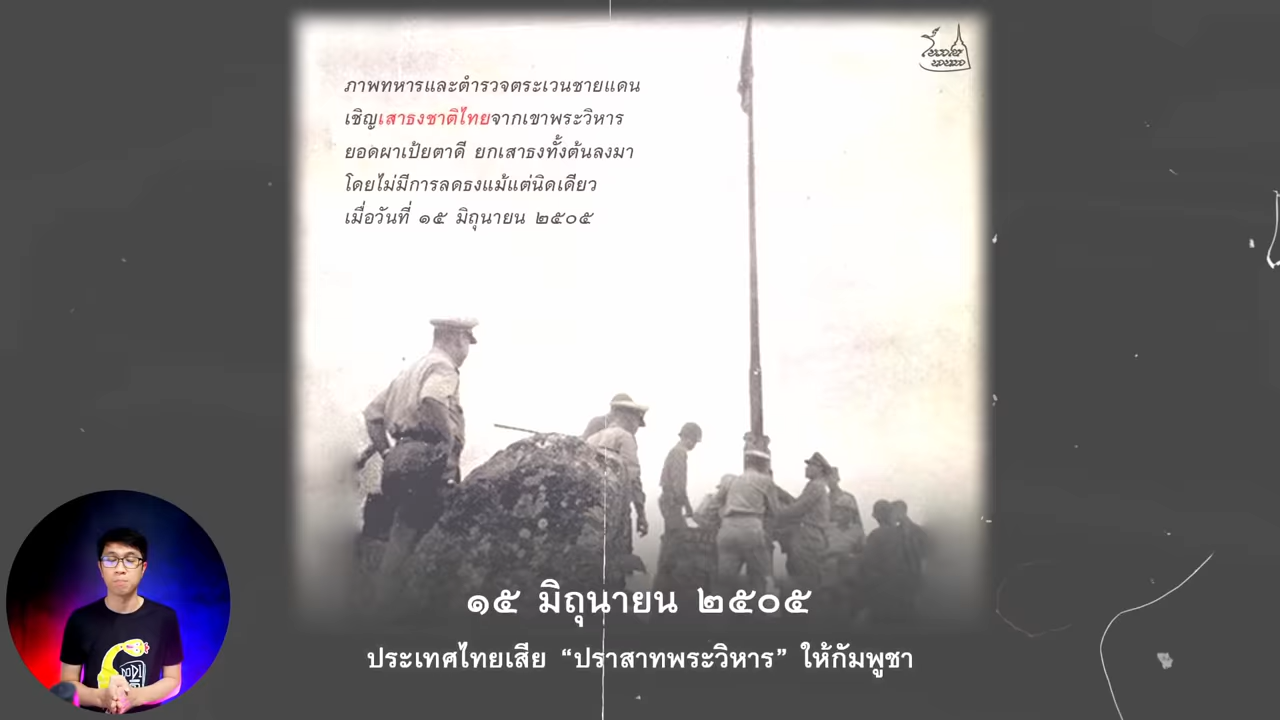 ภาพทหารและตำรวจตระเวนชายแดน
เชิญเสาธงชาติไทยจากเขาพระวิหาร
ยอดผาเป้ยตาดี ยกเสาธงทั้งต้นลงมา
โดยไม่มีการลดธงแม้แต่นิดเดียว
เมื่อวันที่ ๑๕ มิถุนายน ๒๕๐๕
๑๕ มิถุนายน ๒๕๐๕
ประเทศไทยเสีย “ปราสาทพระวิหาร” ให้กัมพูชา